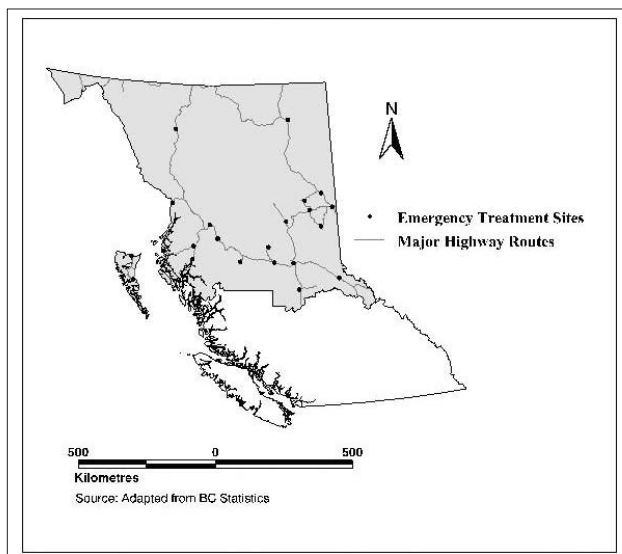 N
Emergency Treatment Sites
Major Highway Routes
500 0 500
Kilometres
Source: Adapted from BC Statistics